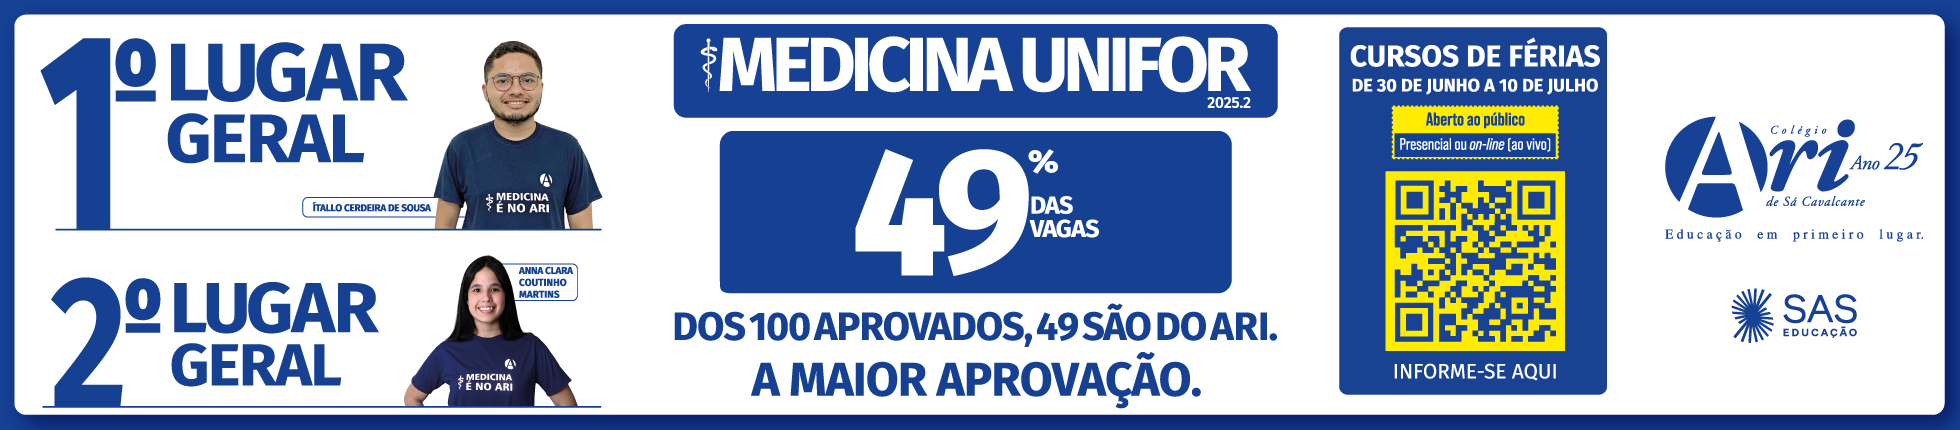 1º LUGAR
GERAL
ÍTALLO CERDEIRA DE SOUSA
MEDICINA
É NO ARI
2º LUGAR
GERAL
ANNA CLARA
COUTINHO
MARTINS
MEDICINA
É NO ARI
MEDICINA UNIFOR
2025.2
49%
DAS
VAGAS
DOS 100 APROVADOS, 49 SÃO DO ARI.
A MAIOR APROVAÇÃO.
CURSOS DE FÉRIAS
DE 30 DE JUNHO A 10 DE JULHO
Aberto ao público
Presencial ou on-line (ao vivo)
INFORME-SE AQUI
Colégio
Ari Ano 25
de Sá Cavalcante
Educação em primeiro lugar.
SAS
EDUCAÇÃO